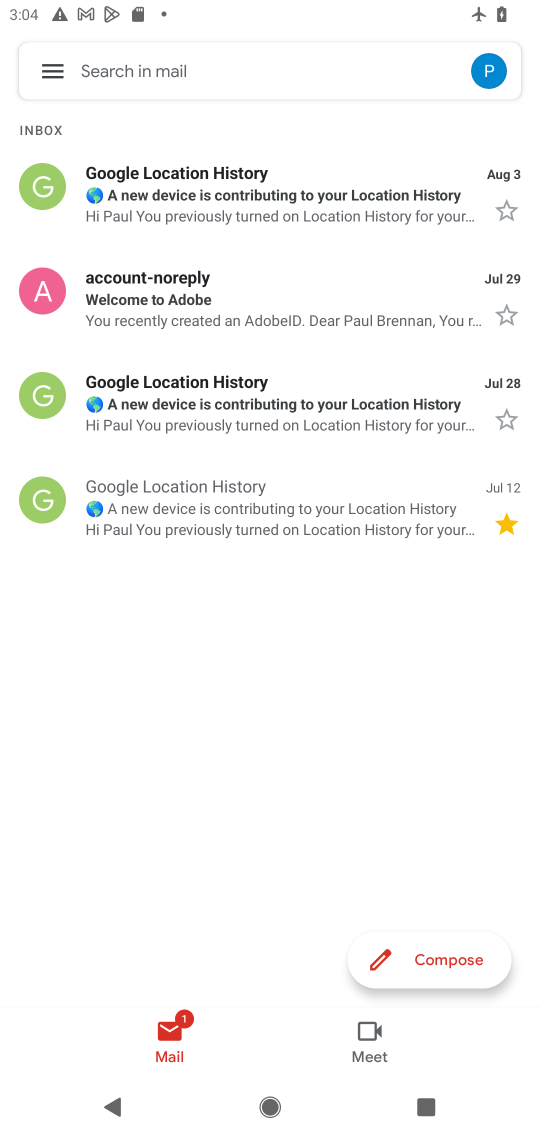 3:04
Search in mail
P
INBOX
G
Google Location History
Aug 3
🌎 A new device is contributing to your Location History
Hi Paul You previously turned on Location History for your…
A
account-noreply
Jul 29
Welcome to Adobe
You recently created an AdobeID. Dear Paul Brennan, You r…
G
Google Location History
Jul 28
🌎 A new device is contributing to your Location History
Hi Paul You previously turned on Location History for your…
G
Google Location History
Jul 12
🌎 A new device is contributing to your Location History
Hi Paul You previously turned on Location History for your…
Compose
1
Mail
Meet